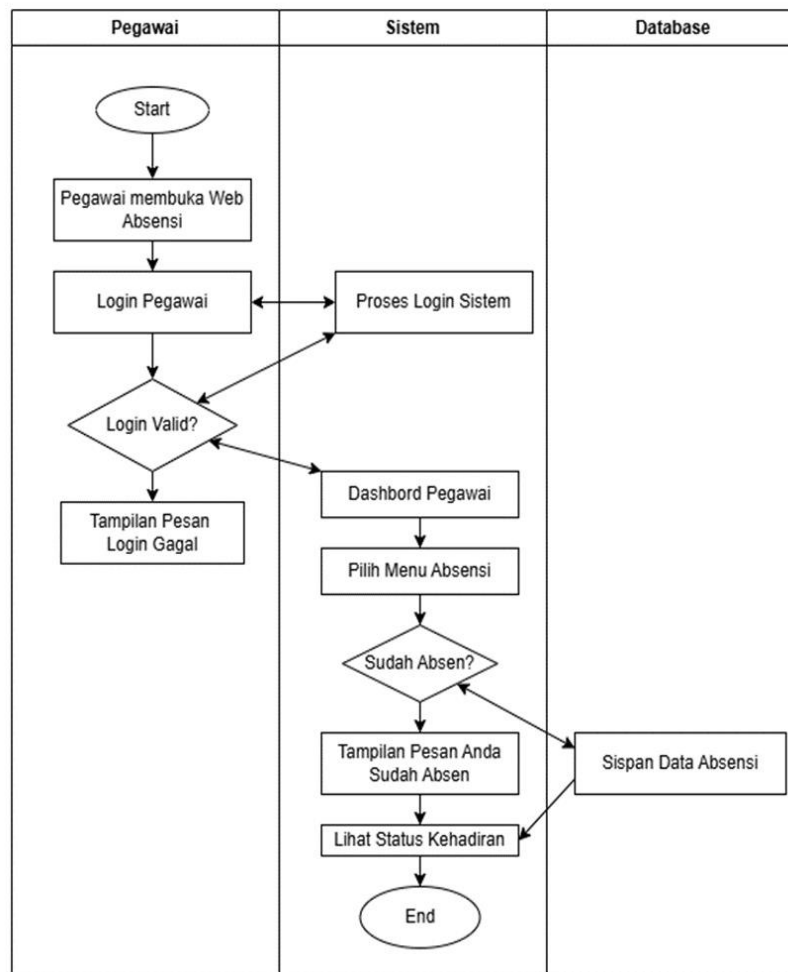 Pegawai
Sistem
Database
Start
Pegawai membuka Web
Absensi
Login Pegawai
Proses Login Sistem
Login Valid?
Dashbord Pegawai
Tampilan Pesan
Login Gagal
Pilih Menu Absensi
Sudah Absen?
Tampilan Pesan Anda
Sudah Absen
Sispan Data Absensi
Lihat Status Kehadiran
End